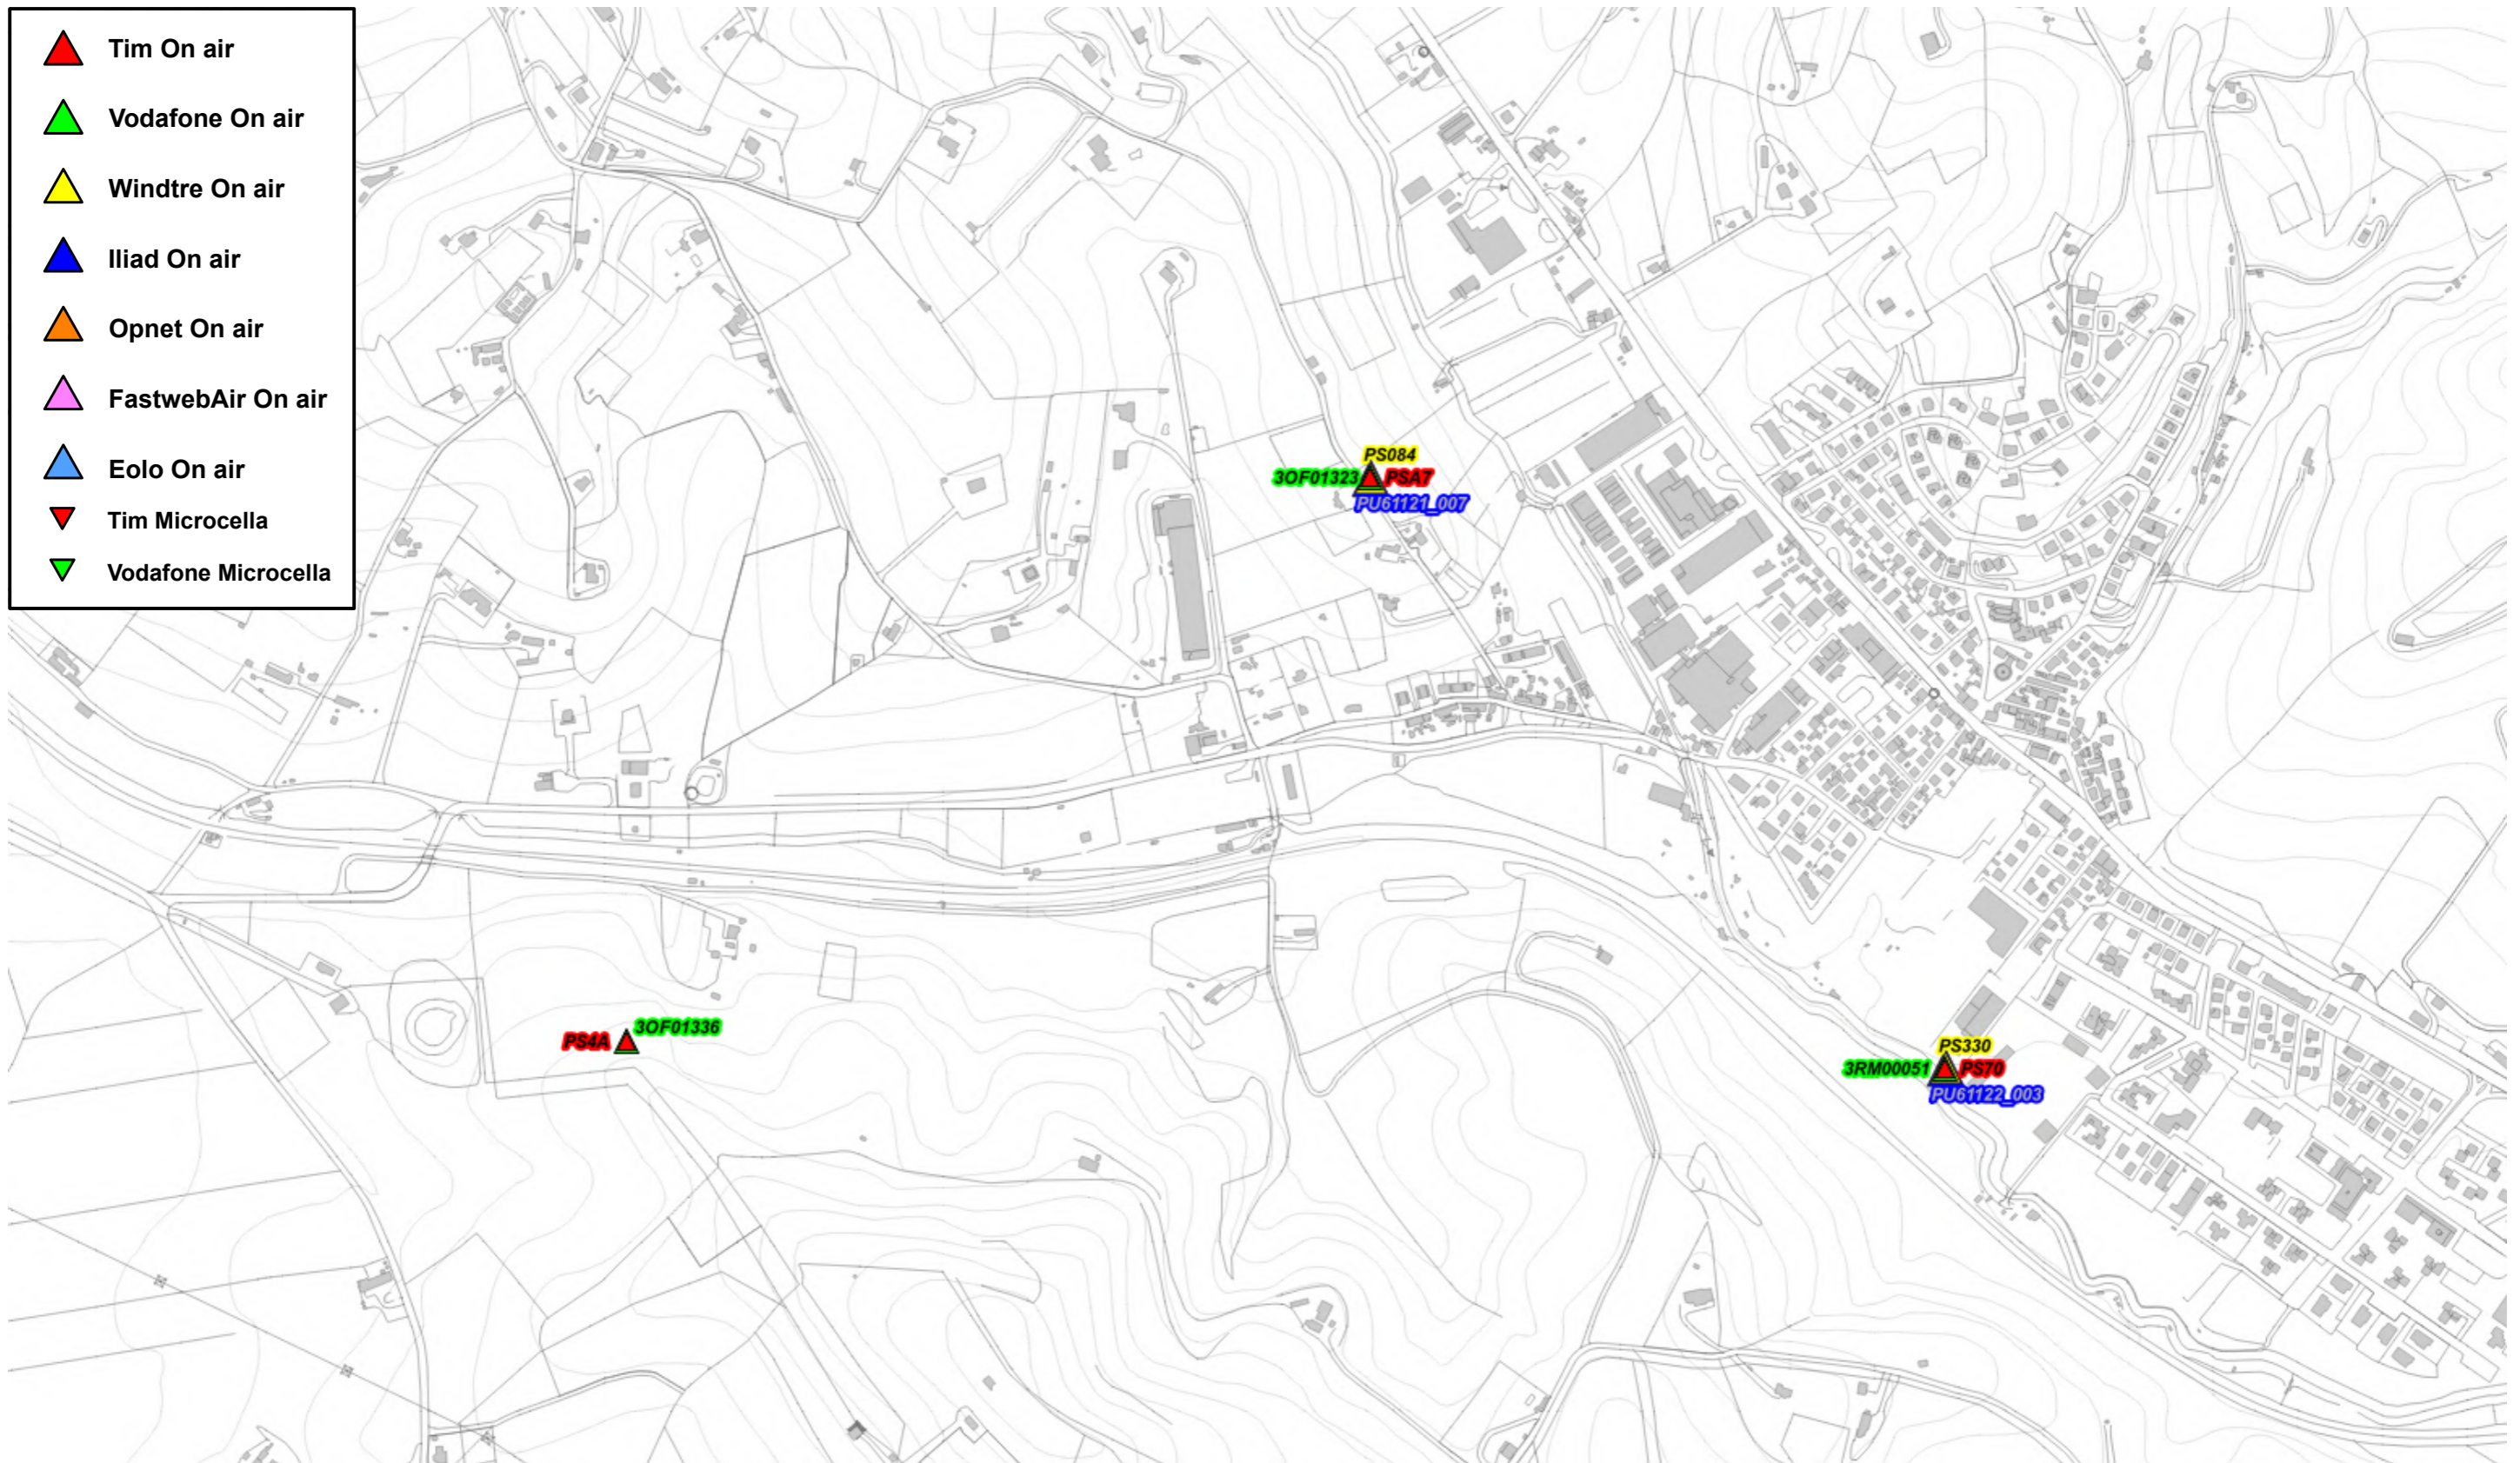 Tim On air
Vodafone On air
Windtre On air
Iliad On air
Opnet On air
FastwebAir On air
Eolo On air
Tim Microcella
Vodafone Microcella
PS084
3OF01323 PSA7
PU61121_007
3OF01336
PS4A
PS330
3RM00051 PS70
PU61122_003